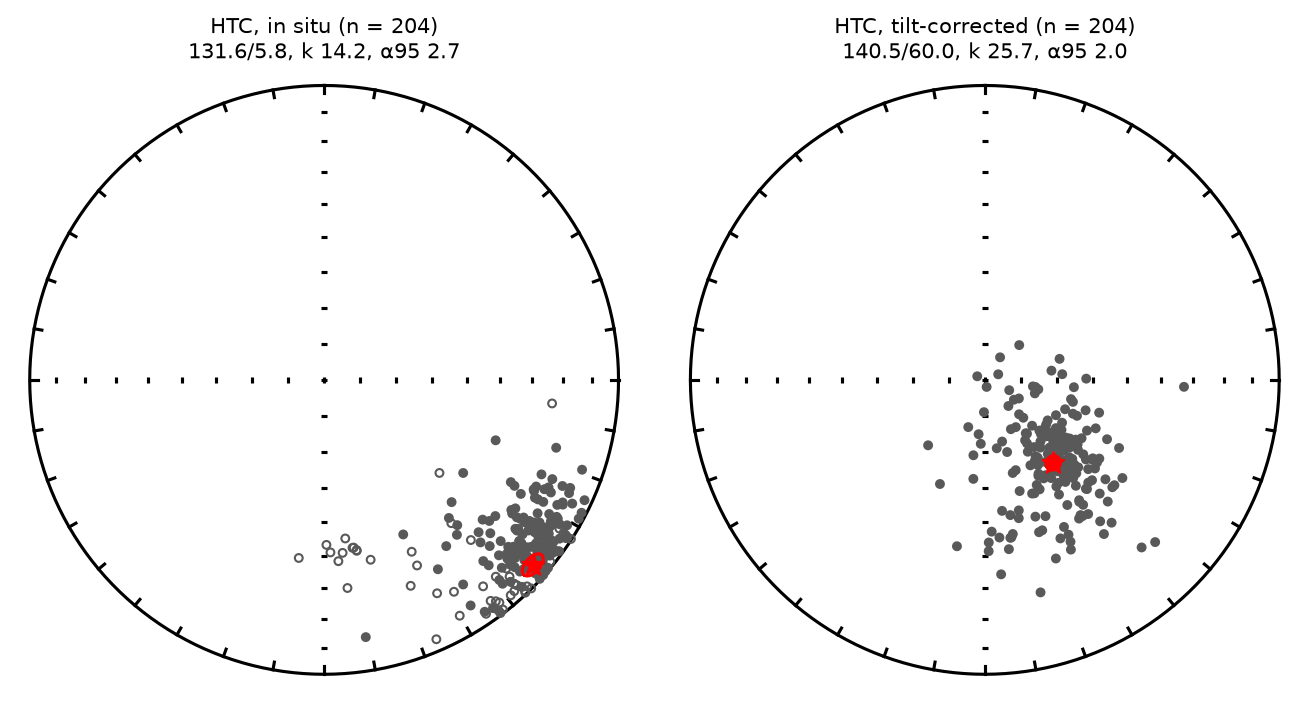 HTC, in situ (n = 204)
131.6/5.8, k 14.2, α95 2.7
HTC, tilt-corrected (n = 204)
140.5/60.0, k 25.7, α95 2.0